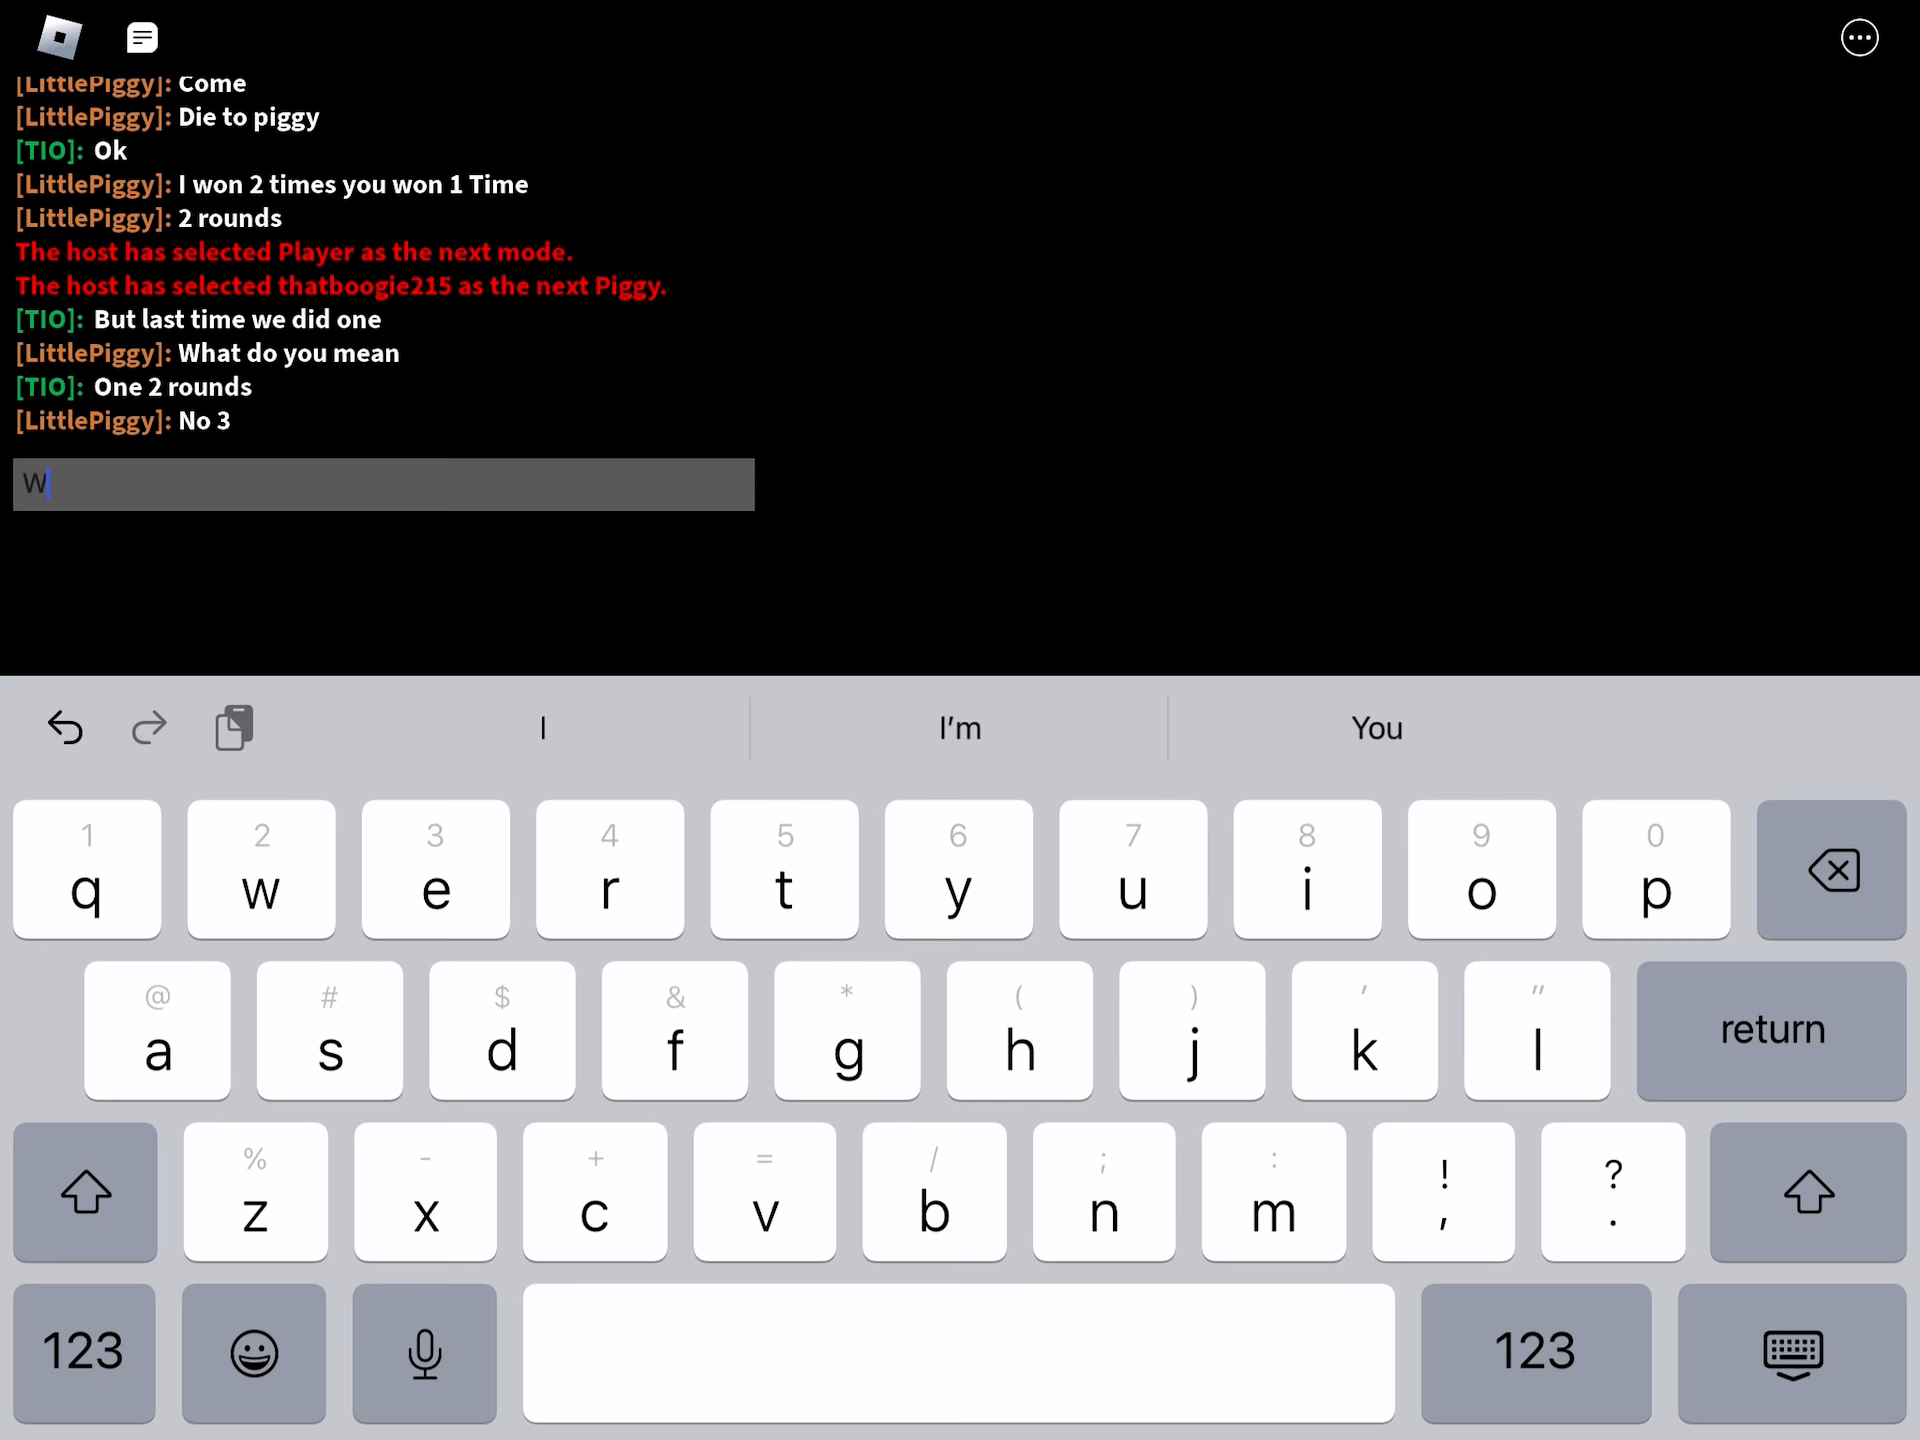 [LittlePiggy]: Come
[LittlePiggy]: Die to piggy
[TIO]: Ok
[LittlePiggy]: I won 2 times you won 1 Time
[LittlePiggy]: 2 rounds
The host has selected Player as the next mode.
The host has selected thatboogie215 as the next Piggy.
[TIO]: But last time we did one
[LittlePiggy]: What do you mean
[TIO]: One 2 rounds
[LittlePiggy]: No 3
W
I I'm You
1 2 3 4 5 6 7 8 9 0
q w e r t y u i o p
@ # $ & * ( ) ' "
a s d f g h j k l return
% - + = / ; : ! ?
z x c v b n m , .
123 123